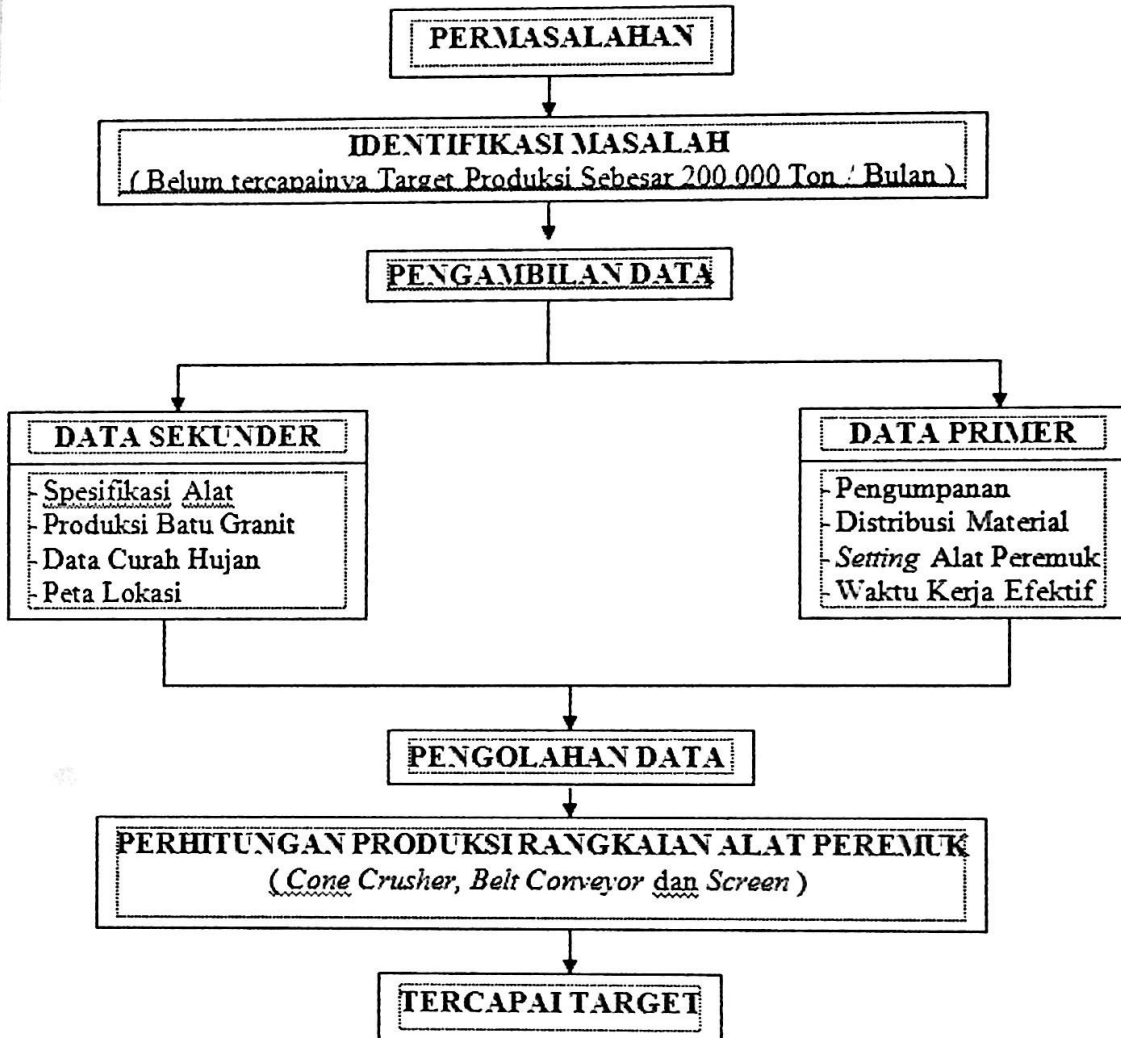 PERMASALAHAN
IDENTIFIKASI MASALAH
( Belum tercapainya Target Produksi Sebesar 200.000 Ton / Bulan )
PENGAMBILAN DATA
DATA SEKUNDER
- Spesifikasi Alat
- Produksi Batu Granit
- Data Curah Hujan
- Peta Lokasi
DATA PRIMER
- Pengumpanan
- Distribusi Material
- Setting Alat Peremuk
- Waktu Kerja Efektif
PENGOLAHAN DATA
PERHITUNGAN PRODUKSI RANGKAIAN ALAT PEREMUK
( Cone Crusher, Belt Conveyor dan Screen )
TERCAPAI TARGET